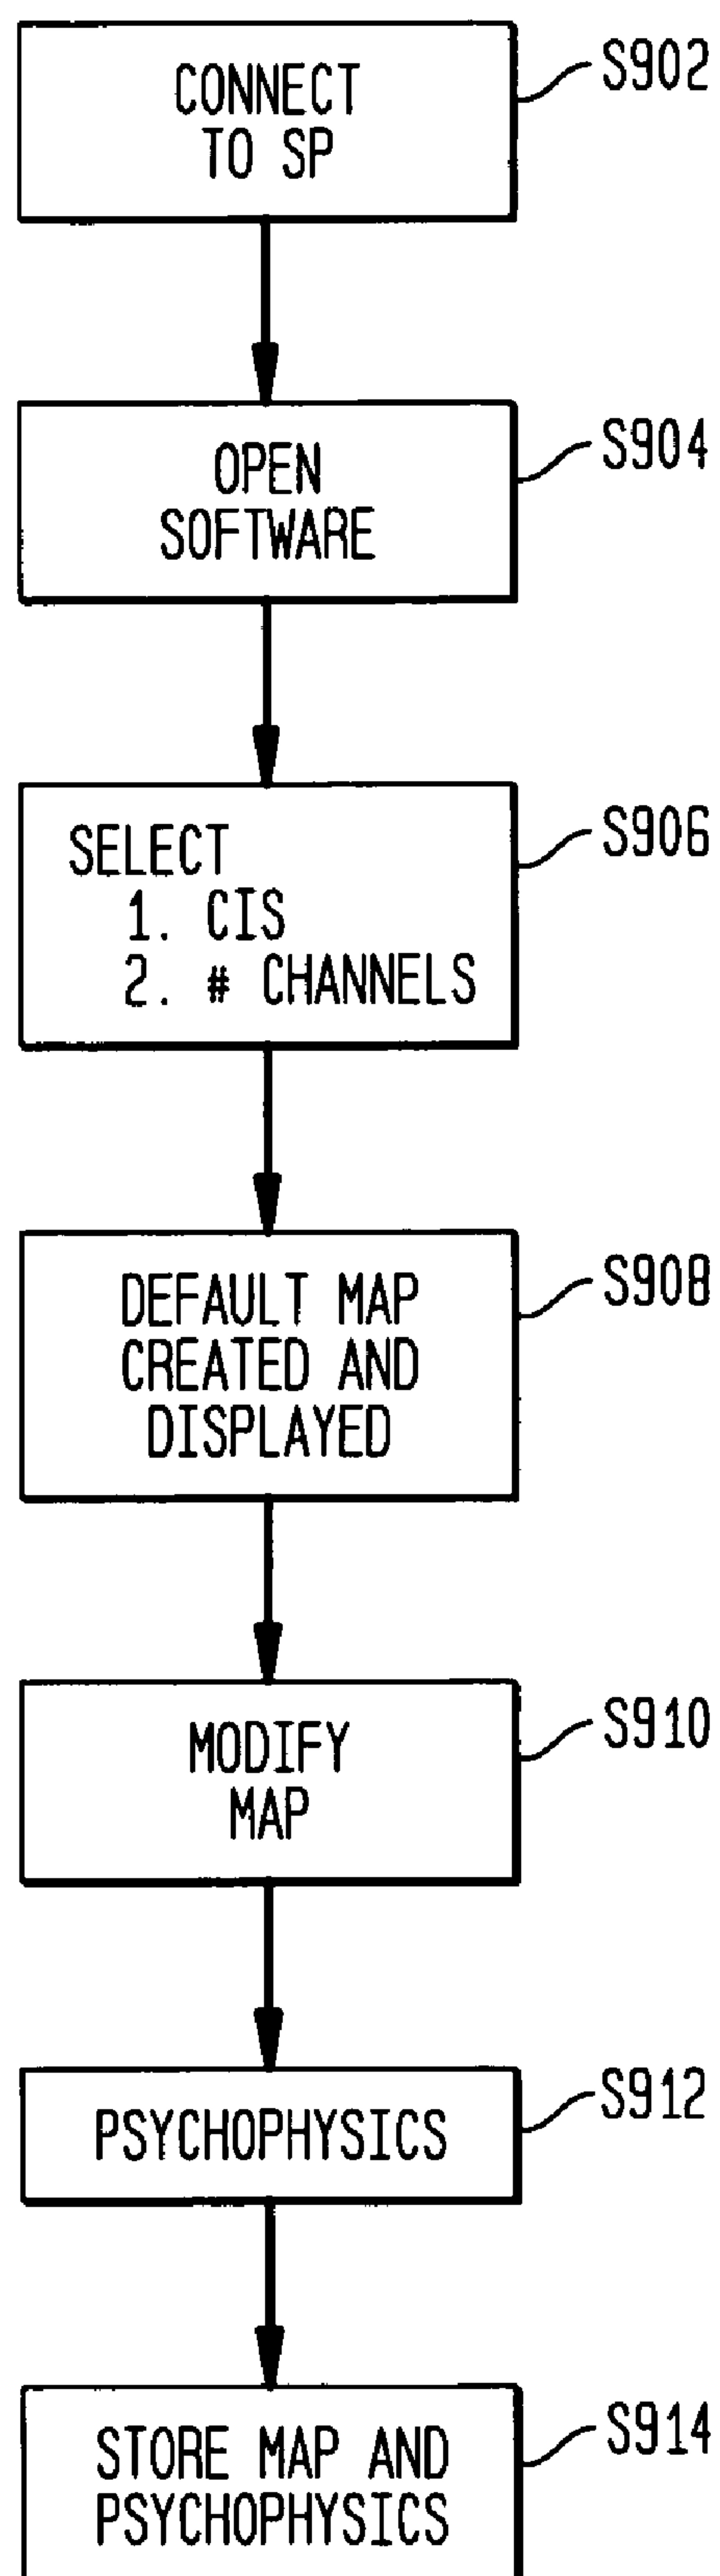 CONNECT
TO SP
S902
OPEN
SOFTWARE
S904
SELECT
1. CIS
2. # CHANNELS
S906
DEFAULT MAP
CREATED AND
DISPLAYED
S908
MODIFY
MAP
S910
PSYCHOPHYSICS
S912
STORE MAP AND
PSYCHOPHYSICS
S914